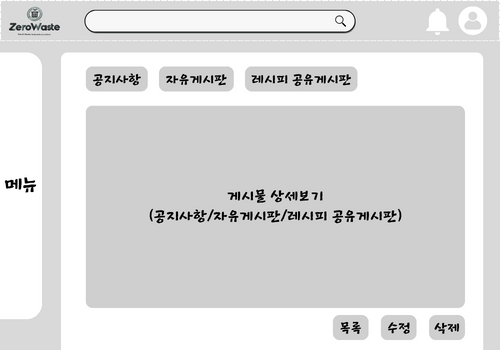 ZeroWaste
공지사항
자유게시판
레시피 공유게시판
메뉴
게시물 상세보기
(공지사항/자유게시판/레시피 공유게시판)
목록
수정
삭제